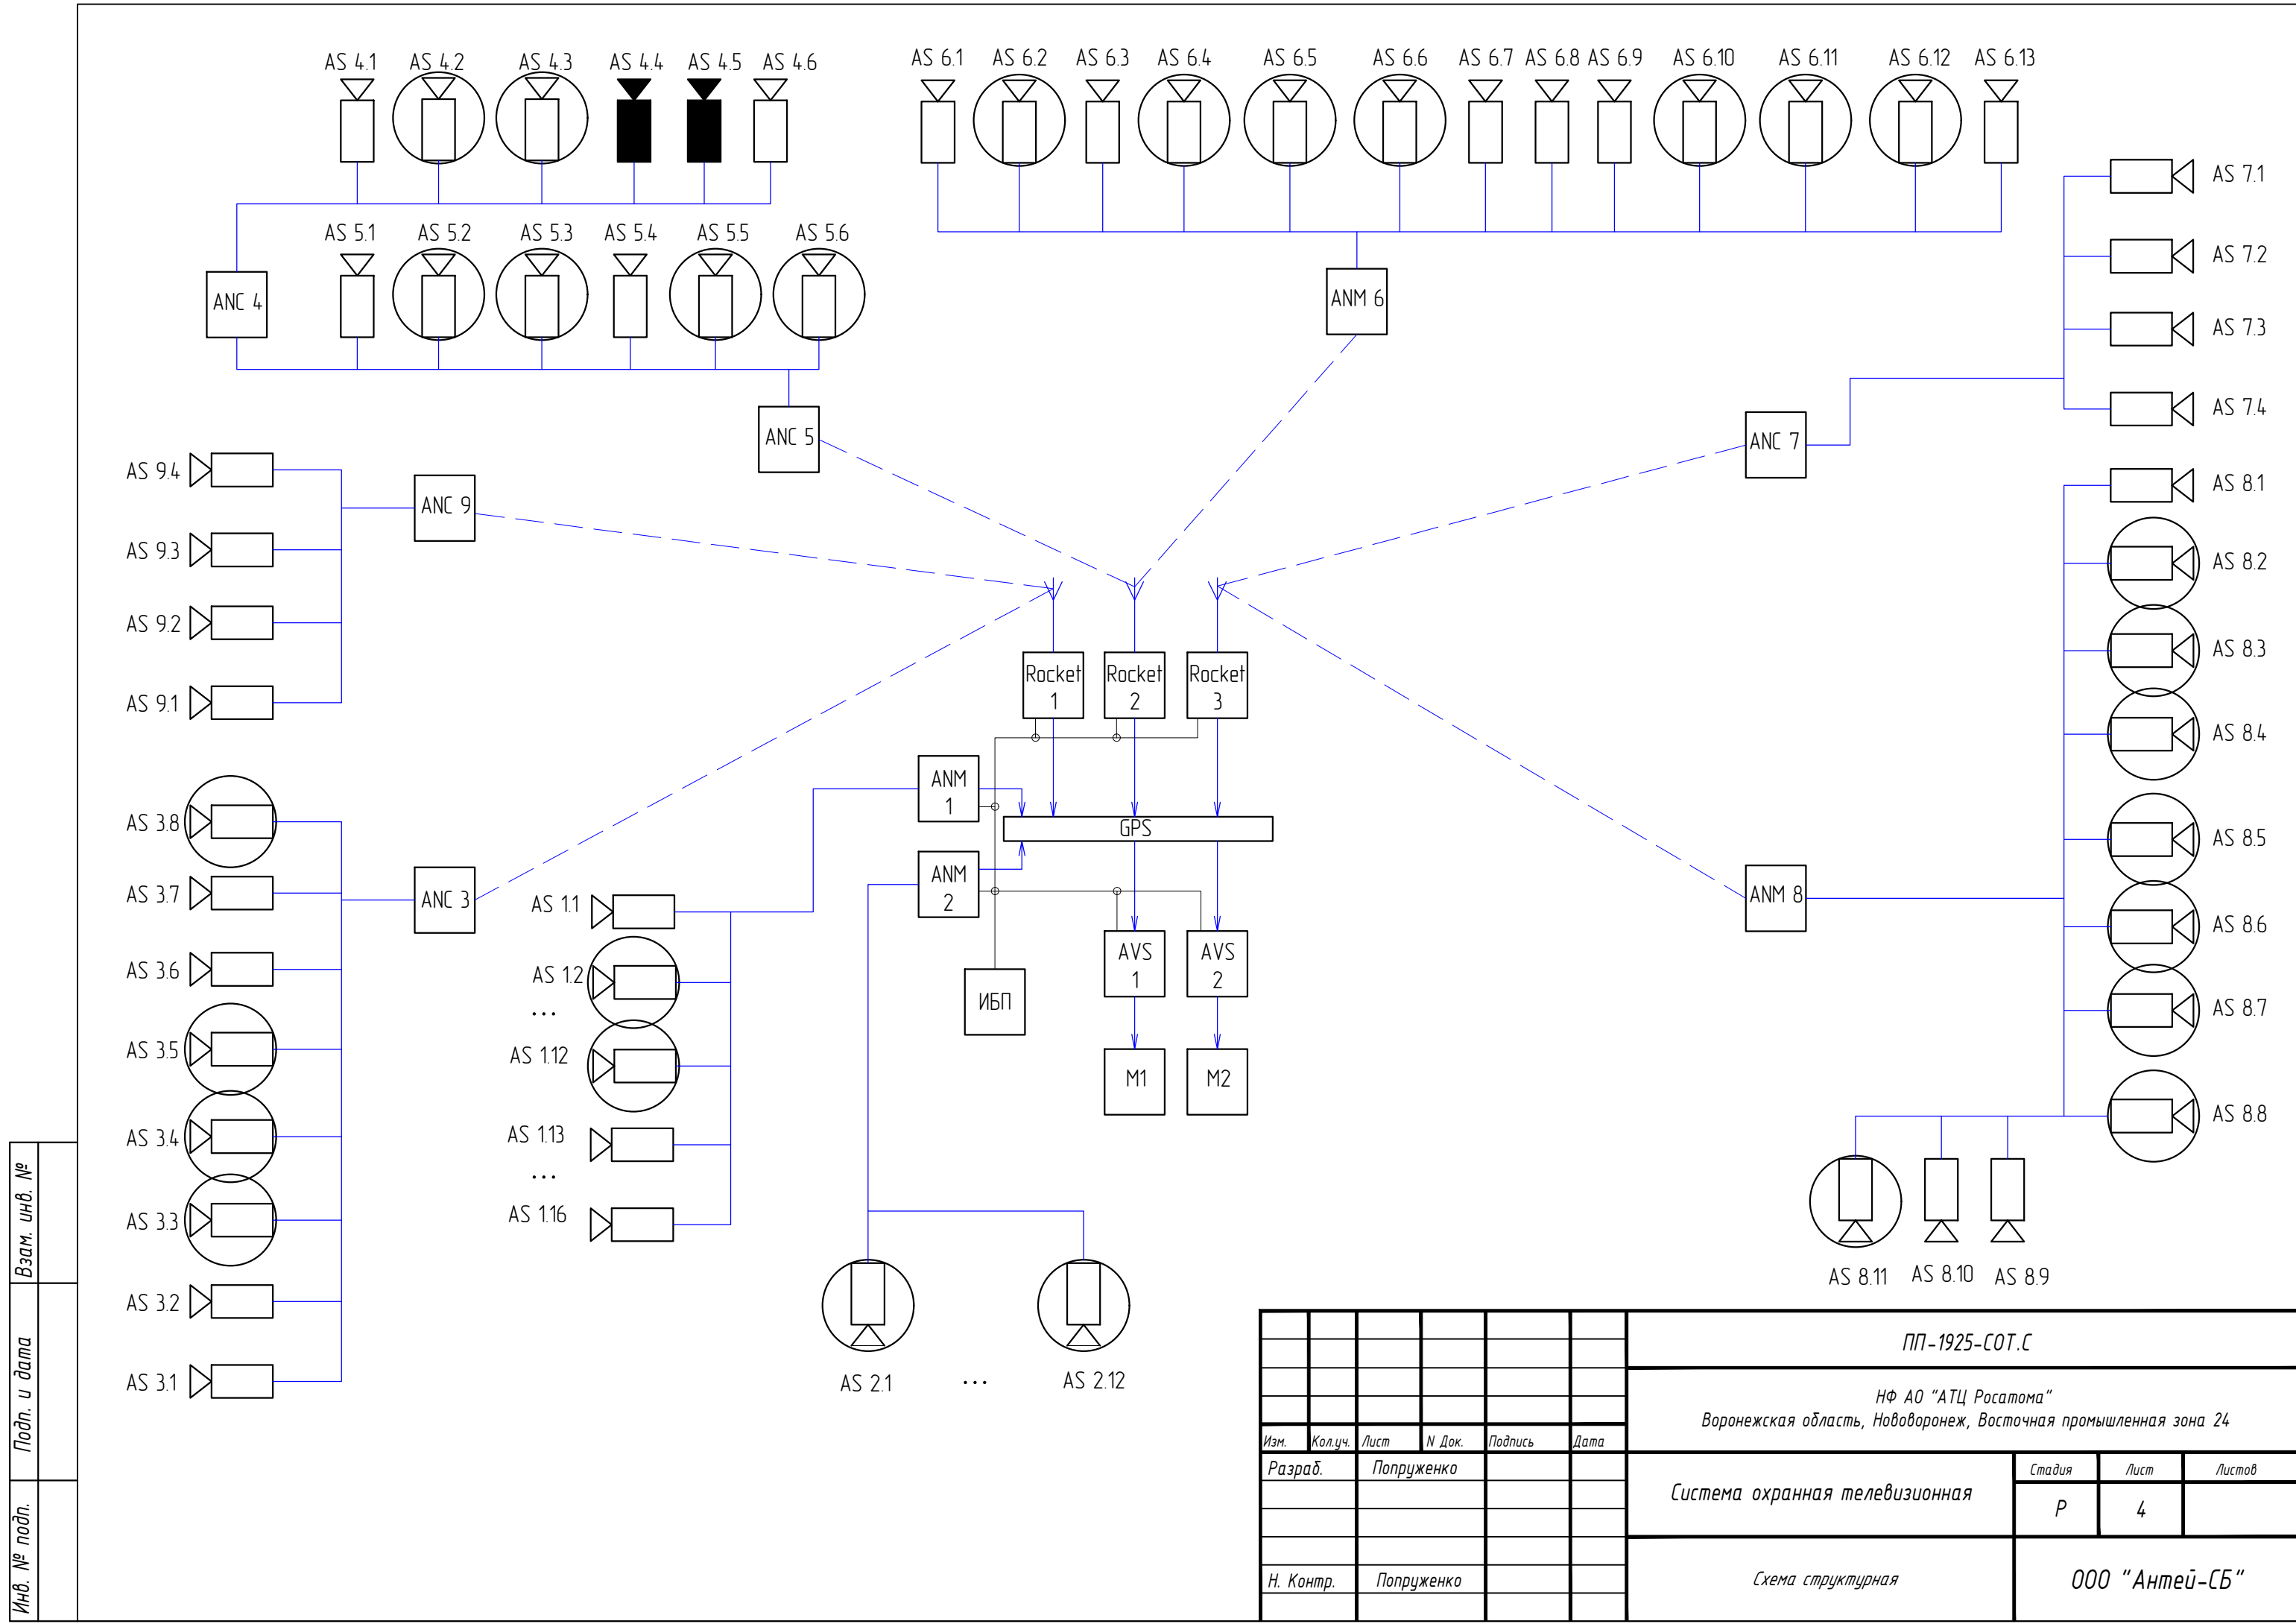 AS 4.1 AS 4.2 AS 4.3 AS 4.4 AS 4.5 AS 4.6
AS 6.1 AS 6.2 AS 6.3 AS 6.4 AS 6.5 AS 6.6 AS 6.7 AS 6.8 AS 6.9 AS 6.10 AS 6.11 AS 6.12 AS 6.13
AS 5.1 AS 5.2 AS 5.3 AS 5.4 AS 5.5 AS 5.6
ANC 4
ANC 5
ANM 6
ANC 7
AS 7.1
AS 7.2
AS 7.3
AS 7.4
AS 9.4
AS 9.3
AS 9.2
AS 9.1
ANC 9
AS 8.1
AS 8.2
AS 8.3
AS 8.4
AS 8.5
AS 8.6
AS 8.7
AS 8.8
AS 8.11 AS 8.10 AS 8.9
ANM 8
Rocket
1
Rocket
2
Rocket
3
ANM
1
GPS
ANM
2
AVS
1
AVS
2
ИБП
M1
M2
AS 3.8
AS 3.7
AS 3.6
AS 3.5
AS 3.4
AS 3.3
AS 3.2
AS 3.1
ANC 3
AS 1.1
AS 1.2
...
AS 1.12
AS 1.13
...
AS 1.16
AS 2.1 ... AS 2.12
Взам. инв. №
Подп. и дата
Инв. № подп.
ПП-1925-СОТ.С
НФ АО "АТЦ Росатома"
Воронежская область, Нововоронеж, Восточная промышленная зона 24
Изм. Кол.уч. Лист N Док. Подпись Дата
Разраб. Попруженко
Система охранная телевизионная
Стадия Лист Листов
Р 4
Н. Контр. Попруженко
Схема структурная
ООО "Антей-СБ"